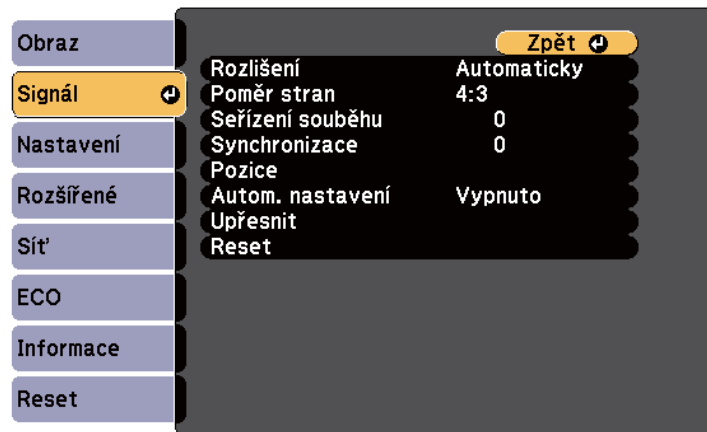 Obraz
Signál
Nastavení
Rozšířené
Síť
ECO
Informace
Reset
Zpět
Rozlišení Automaticky
Poměr stran 4:3
Seřízení souběhu 0
Synchronizace 0
Pozice
Autom. nastavení Vypnuto
Upřesnit
Reset